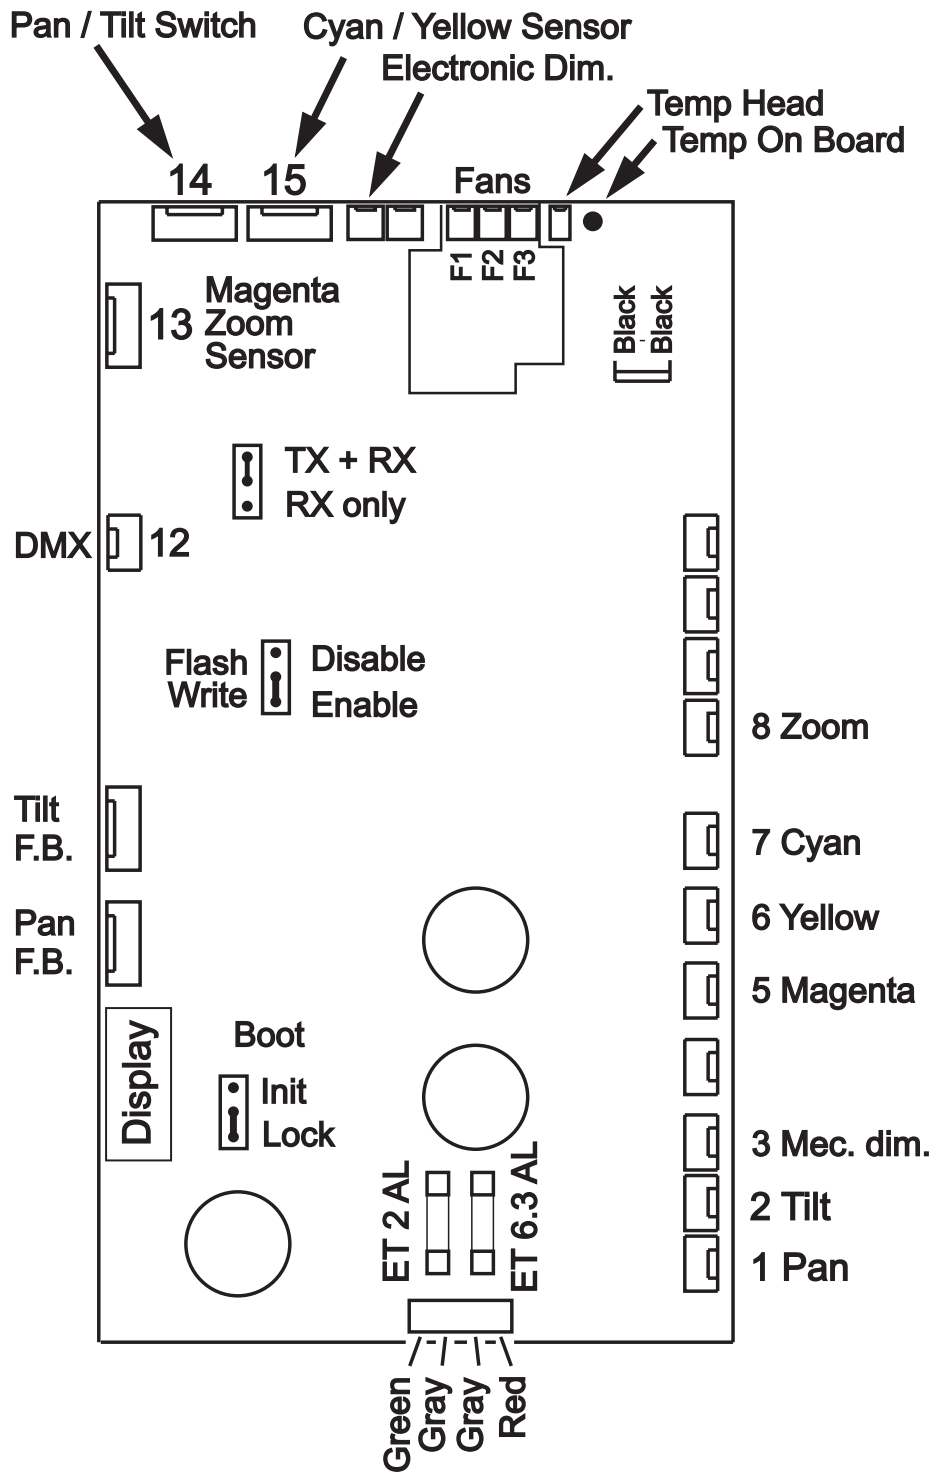 Pan / Tilt Switch
Cyan / Yellow Sensor
Electronic Dim.
Temp Head
Temp On Board
14
15
Fans
F1
F2
F3
Black
-
Black
13
Magenta
Zoom
Sensor
TX + RX
RX only
DMX
12
Flash
Write
Disable
Enable
8 Zoom
Tilt
F.B.
7 Cyan
Pan
F.B.
6 Yellow
5 Magenta
Display
Boot
Init
Lock
3 Mec. dim.
2 Tilt
1 Pan
ET 2 AL
ET 6.3 AL
Green
Gray
Gray
Red